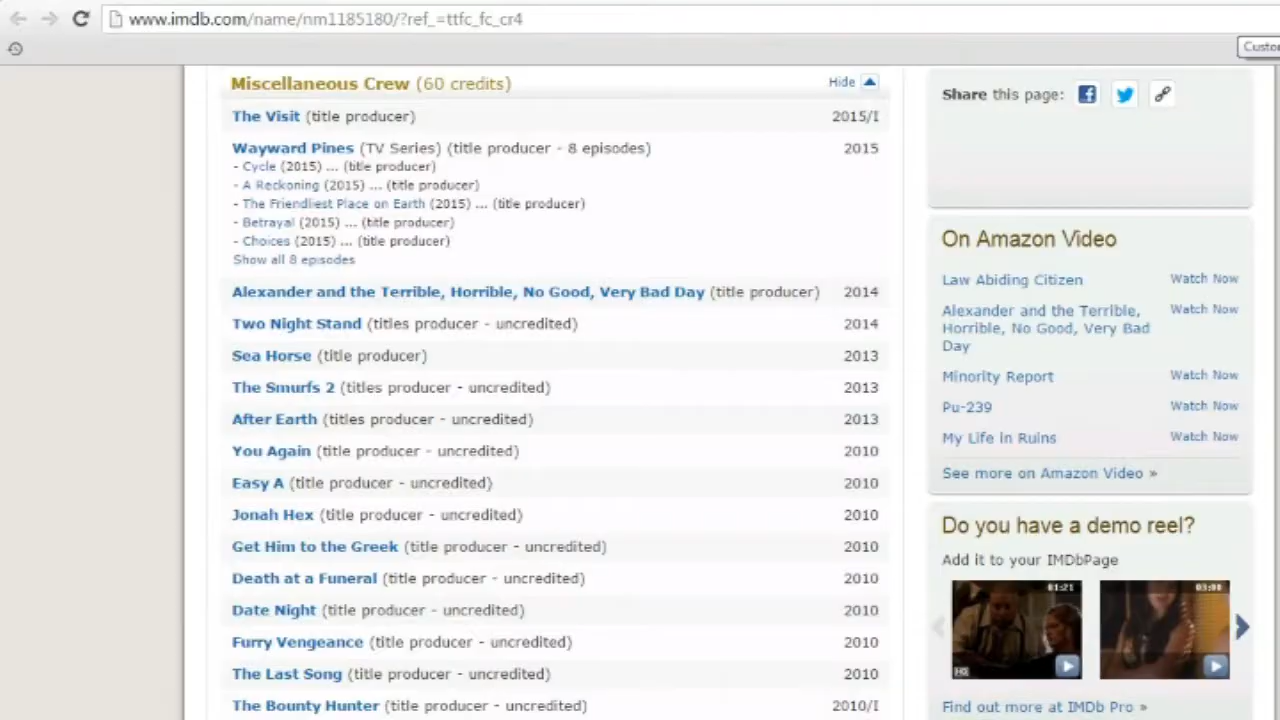 www.imdb.com/name/nm1185180/?ref_=ttfc_fc_cr4
Custo
Miscellaneous Crew (60 credits)
Hide
The Visit (title producer) 2015/I
Wayward Pines (TV Series) (title producer - 8 episodes) 2015
- Cycle (2015) ... (title producer)
- A Reckoning (2015) ... (title producer)
- The Friendliest Place on Earth (2015) ... (title producer)
- Betrayal (2015) ... (title producer)
- Choices (2015) ... (title producer)
Show all 8 episodes
Alexander and the Terrible, Horrible, No Good, Very Bad Day (title producer) 2014
Two Night Stand (titles producer - uncredited) 2014
Sea Horse (title producer) 2013
The Smurfs 2 (titles producer - uncredited) 2013
After Earth (titles producer - uncredited) 2013
You Again (title producer - uncredited) 2010
Easy A (title producer - uncredited) 2010
Jonah Hex (title producer - uncredited) 2010
Get Him to the Greek (title producer - uncredited) 2010
Death at a Funeral (title producer - uncredited) 2010
Date Night (title producer - uncredited) 2010
Furry Vengeance (title producer - uncredited) 2010
The Last Song (title producer - uncredited) 2010
The Bounty Hunter (title producer - uncredited) 2010/I
Share this page:
On Amazon Video
Law Abiding Citizen Watch Now
Alexander and the Terrible, Watch Now
Horrible, No Good, Very Bad
Day
Minority Report Watch Now
Pu-239 Watch Now
My Life in Ruins Watch Now
See more on Amazon Video »
Do you have a demo reel?
Add it to your IMDbPage
01:21
HQ
Find out more at IMDb Pro »